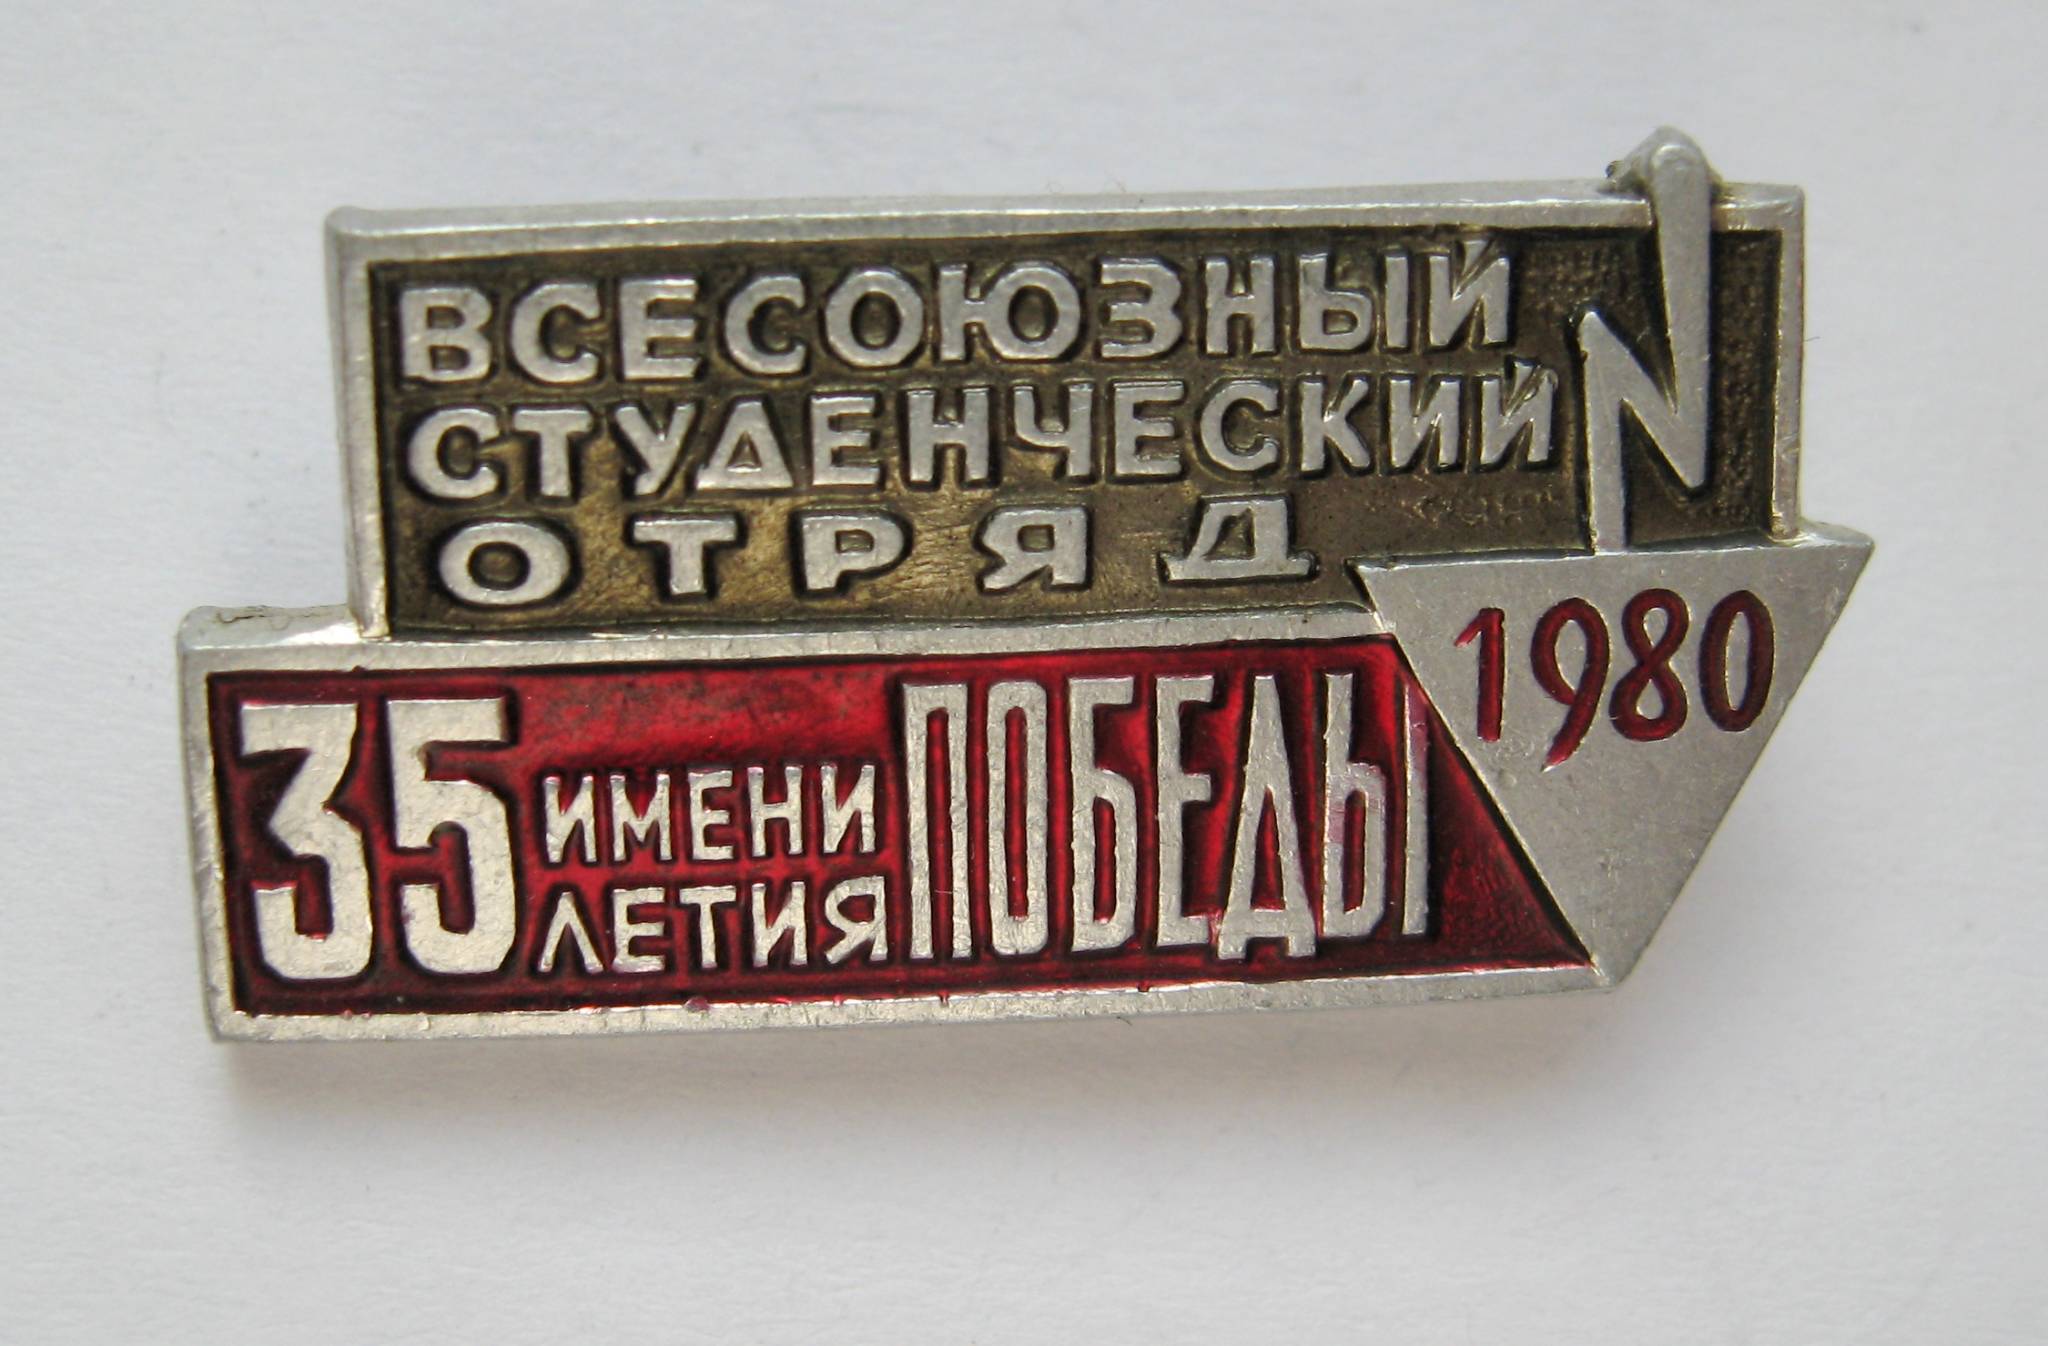 ВСЕСОЮЗНЫЙ
СТУДЕНЧЕСКИЙ
ОТРЯД
1980
35 ИМЕНИ
ЛЕТИЯ ПОБЕДЫ